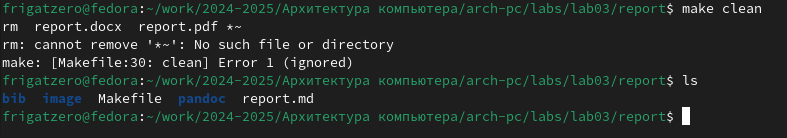 frigatzero@fedora:~/work/2024-2025/Архитектура компьютера/arch-pc/labs/lab03/report$ make clean
rm  report.docx  report.pdf *~
rm: cannot remove '*~': No such file or directory
make: [Makefile:30: clean] Error 1 (ignored)
frigatzero@fedora:~/work/2024-2025/Архитектура компьютера/arch-pc/labs/lab03/report$ ls
bib  image  Makefile  pandoc  report.md
frigatzero@fedora:~/work/2024-2025/Архитектура компьютера/arch-pc/labs/lab03/report$